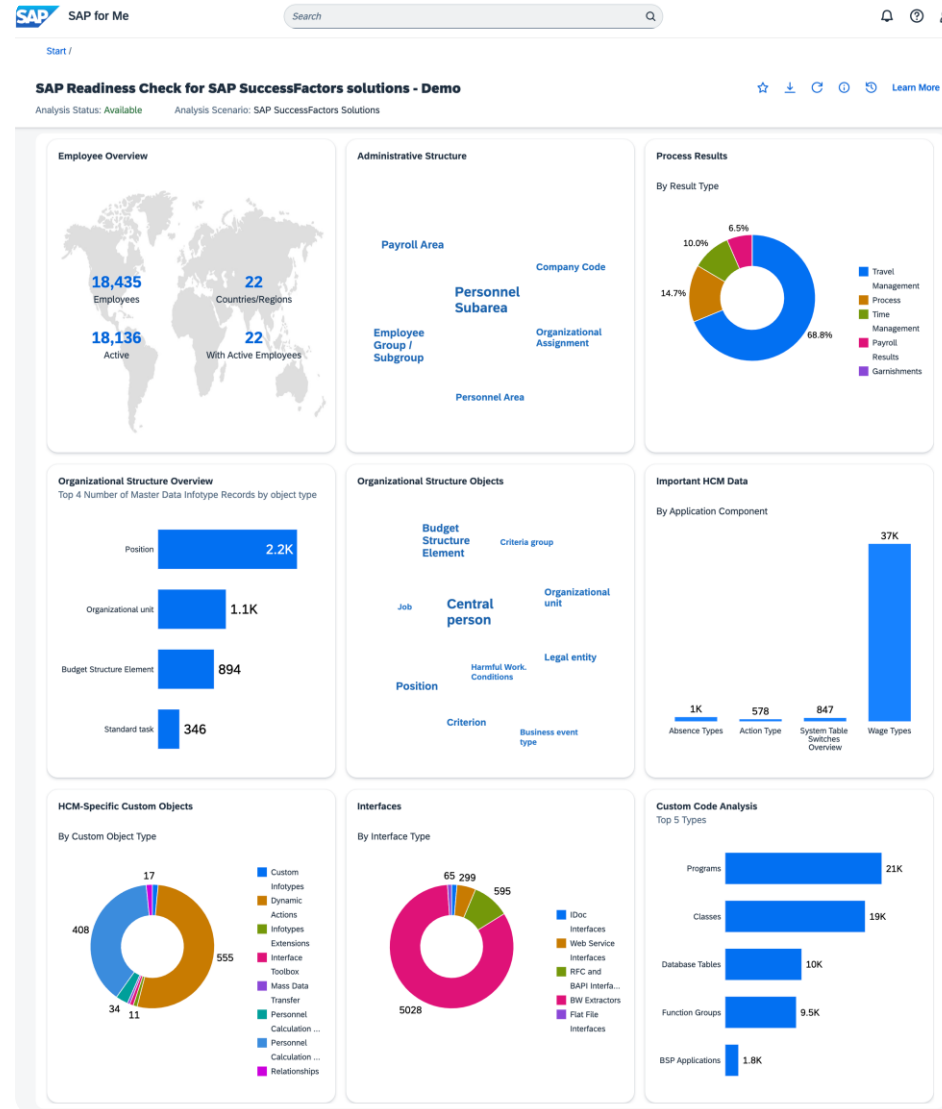 SAP
SAP for Me
Search
Start /
SAP Readiness Check for SAP SuccessFactors solutions - Demo
Learn More
Analysis Status: Available
Analysis Scenario: SAP SuccessFactors Solutions
Employee Overview
18,435
Employees
22
Countries/Regions
18,136
Active
22
With Active Employees
Administrative Structure
Payroll Area
Company Code
Personnel
Subarea
Employee
Group /
Subgroup
Organizational
Assignment
Personnel Area
Process Results
By Result Type
6.5%
10.0%
14.7%
68.8%
Travel
Management
Process
Time
Management
Payroll
Results
Garnishments
Organizational Structure Overview
Top 4 Number of Master Data Infotype Records by object type
Position
2.2K
Organizational unit
1.1K
Budget Structure Element
894
Standard task
346
Organizational Structure Objects
Budget
Structure
Element
Criteria group
Organizational
unit
Job
Central
person
Legal entity
Harmful Work.
Conditions
Position
Criterion
Business event
type
Important HCM Data
By Application Component
37K
1K
578
847
Absence Types
Action Type
System Table
Switches
Overview
Wage Types
HCM-Specific Custom Objects
By Custom Object Type
17
408
555
34
11
Custom
Infotypes
Dynamic
Actions
Infotypes
Extensions
Interface
Toolbox
Mass Data
Transfer
Personnel
Calculation ...
Personnel
Calculation ...
Relationships
Interfaces
By Interface Type
65
299
595
5028
IDoc
Interfaces
Web Service
Interfaces
RFC and
BAPI Interfa...
BW Extractors
Flat File
Interfaces
Custom Code Analysis
Top 5 Types
Programs
21K
Classes
19K
Database Tables
10K
Function Groups
9.5K
BSP Applications
1.8K